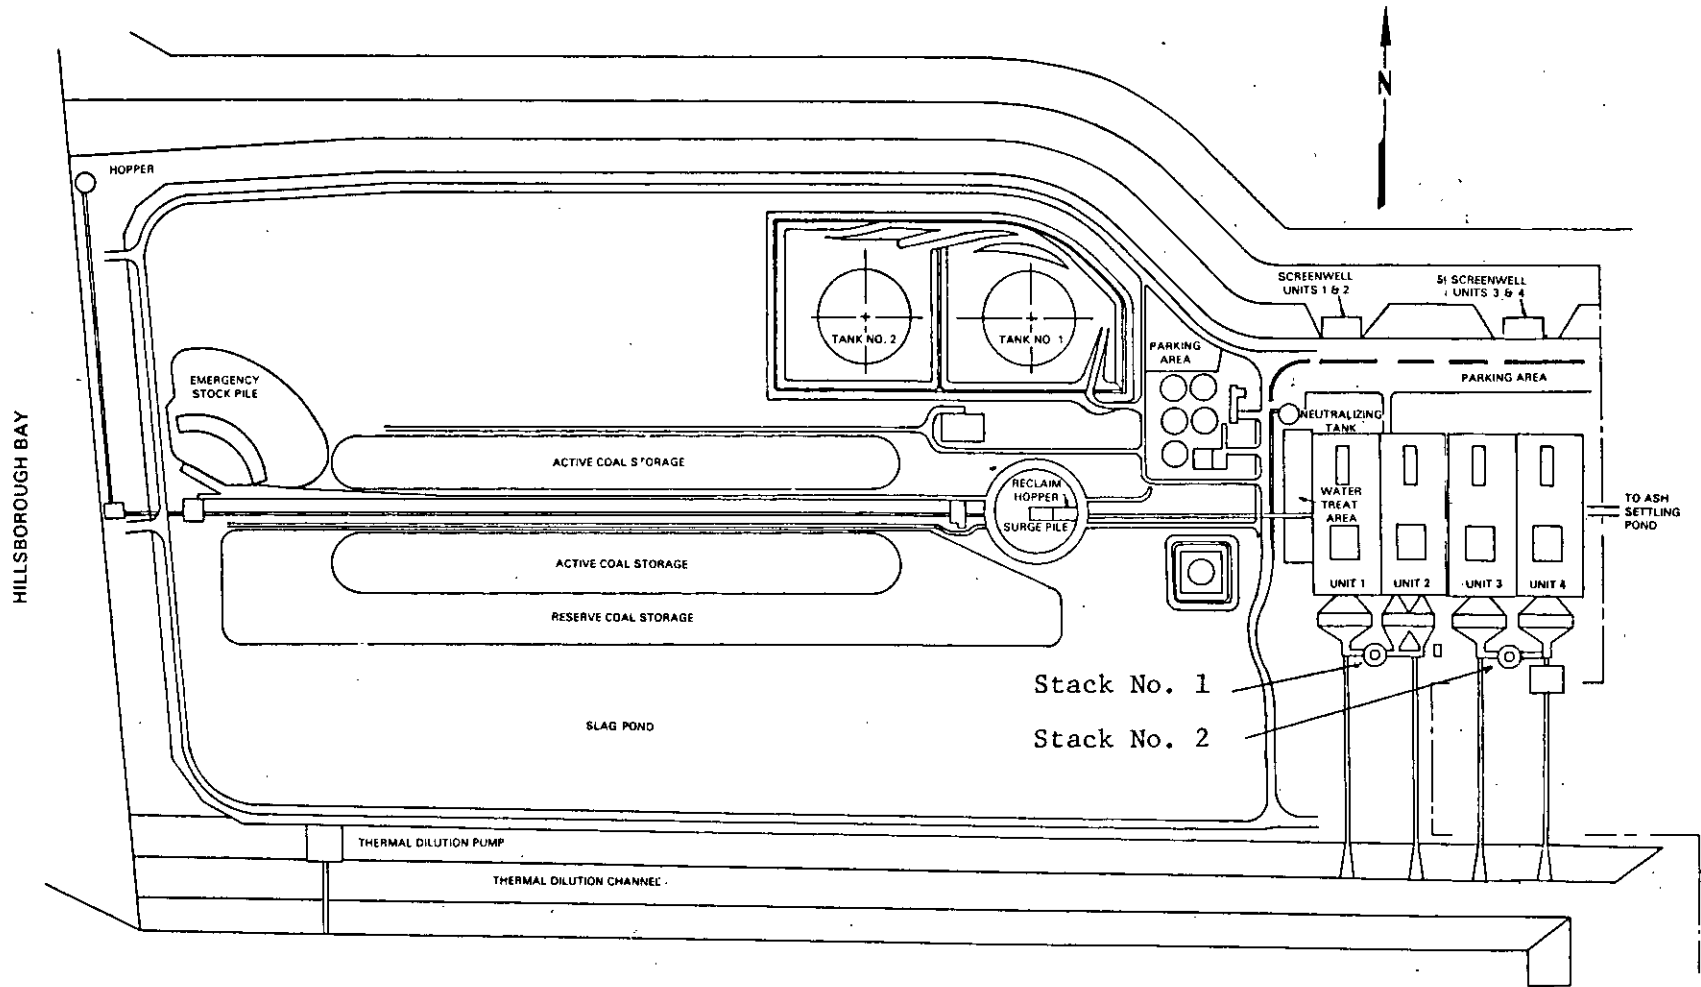 N
HOPPER
SCREENWELL
UNITS 1 & 2
SCREENWELL
UNITS 3 & 4
TANK NO. 2
TANK NO. 1
PARKING
AREA
PARKING AREA
EMERGENCY
STOCK PILE
NEUTRALIZING
TANK
HILLSBOROUGH BAY
ACTIVE COAL STORAGE
RECLAIM
HOPPER
SURGE PILE
WATER
TREAT
AREA
TO ASH
SETTLING
POND
ACTIVE COAL STORAGE
UNIT 1
UNIT 2
UNIT 3
UNIT 4
RESERVE COAL STORAGE
Stack No. 1
SLAG POND
Stack No. 2
THERMAL DILUTION PUMP
THERMAL DILUTION CHANNEL